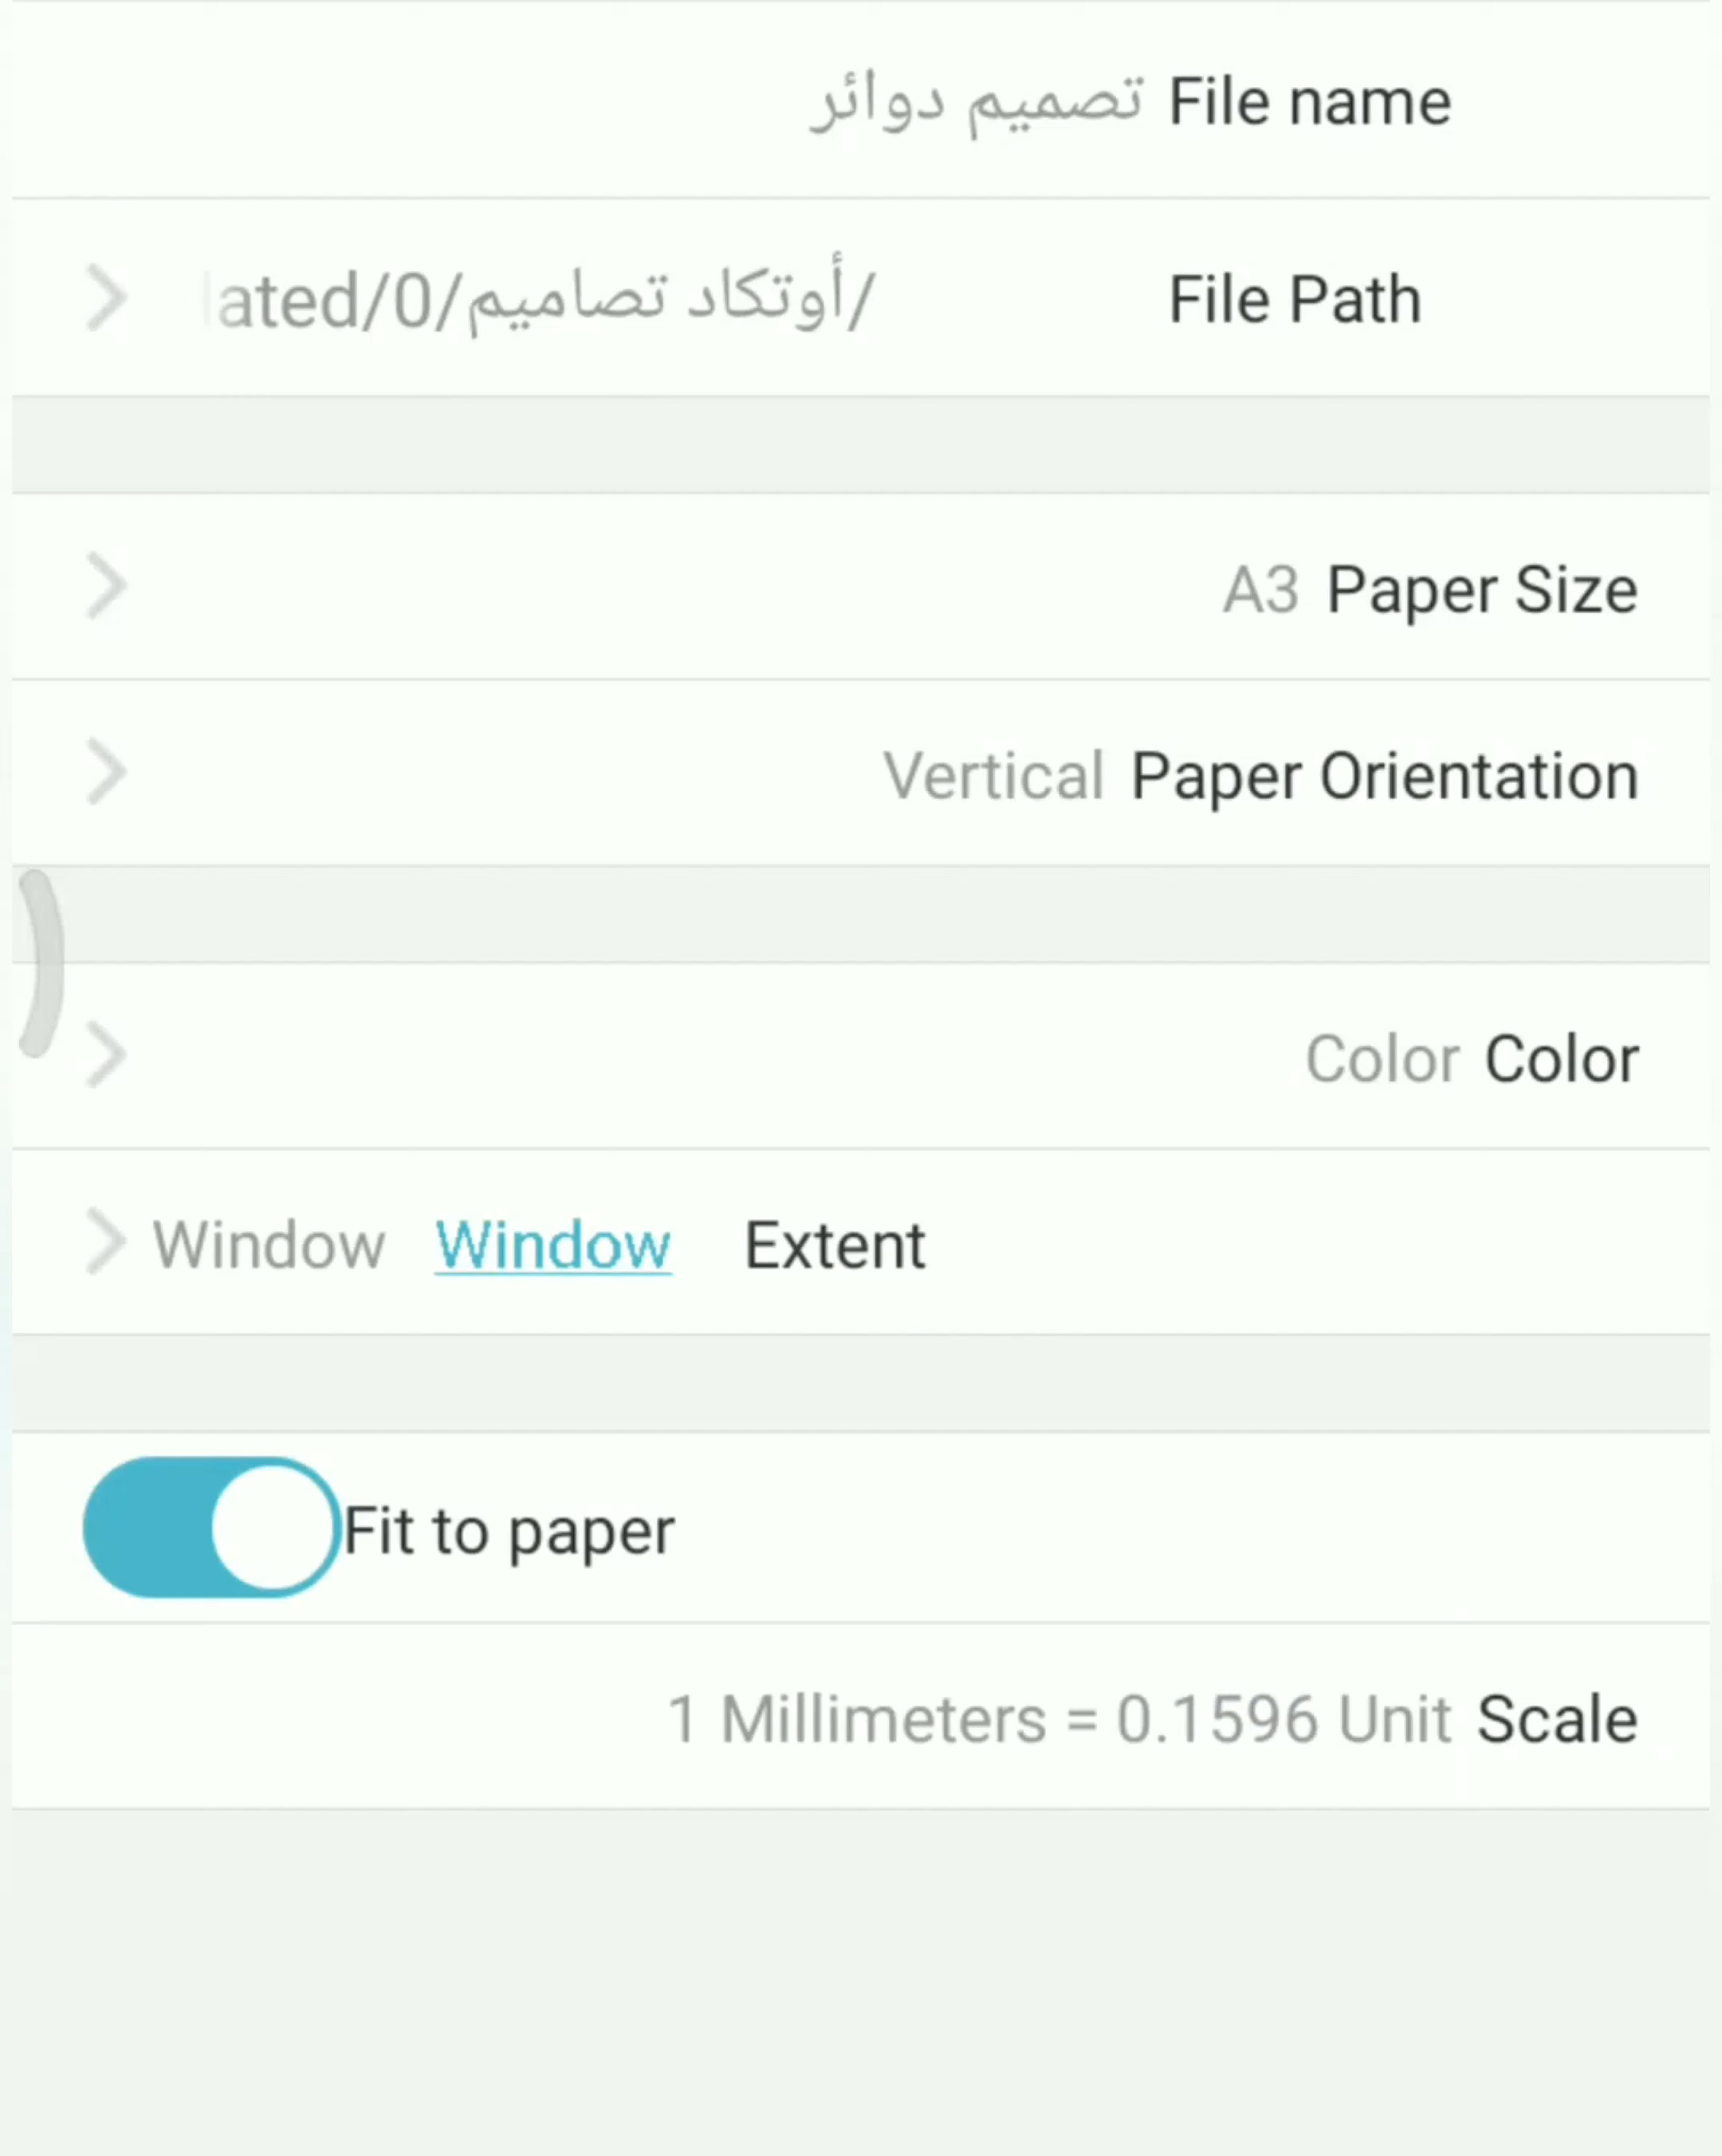 File name تصميم دوائر
File Path ated/0/أوتكاد تصاميم/
Paper Size A3
Paper Orientation Vertical
Color Color
Extent Window Window
Fit to paper
Scale 1 Millimeters = 0.1596 Unit